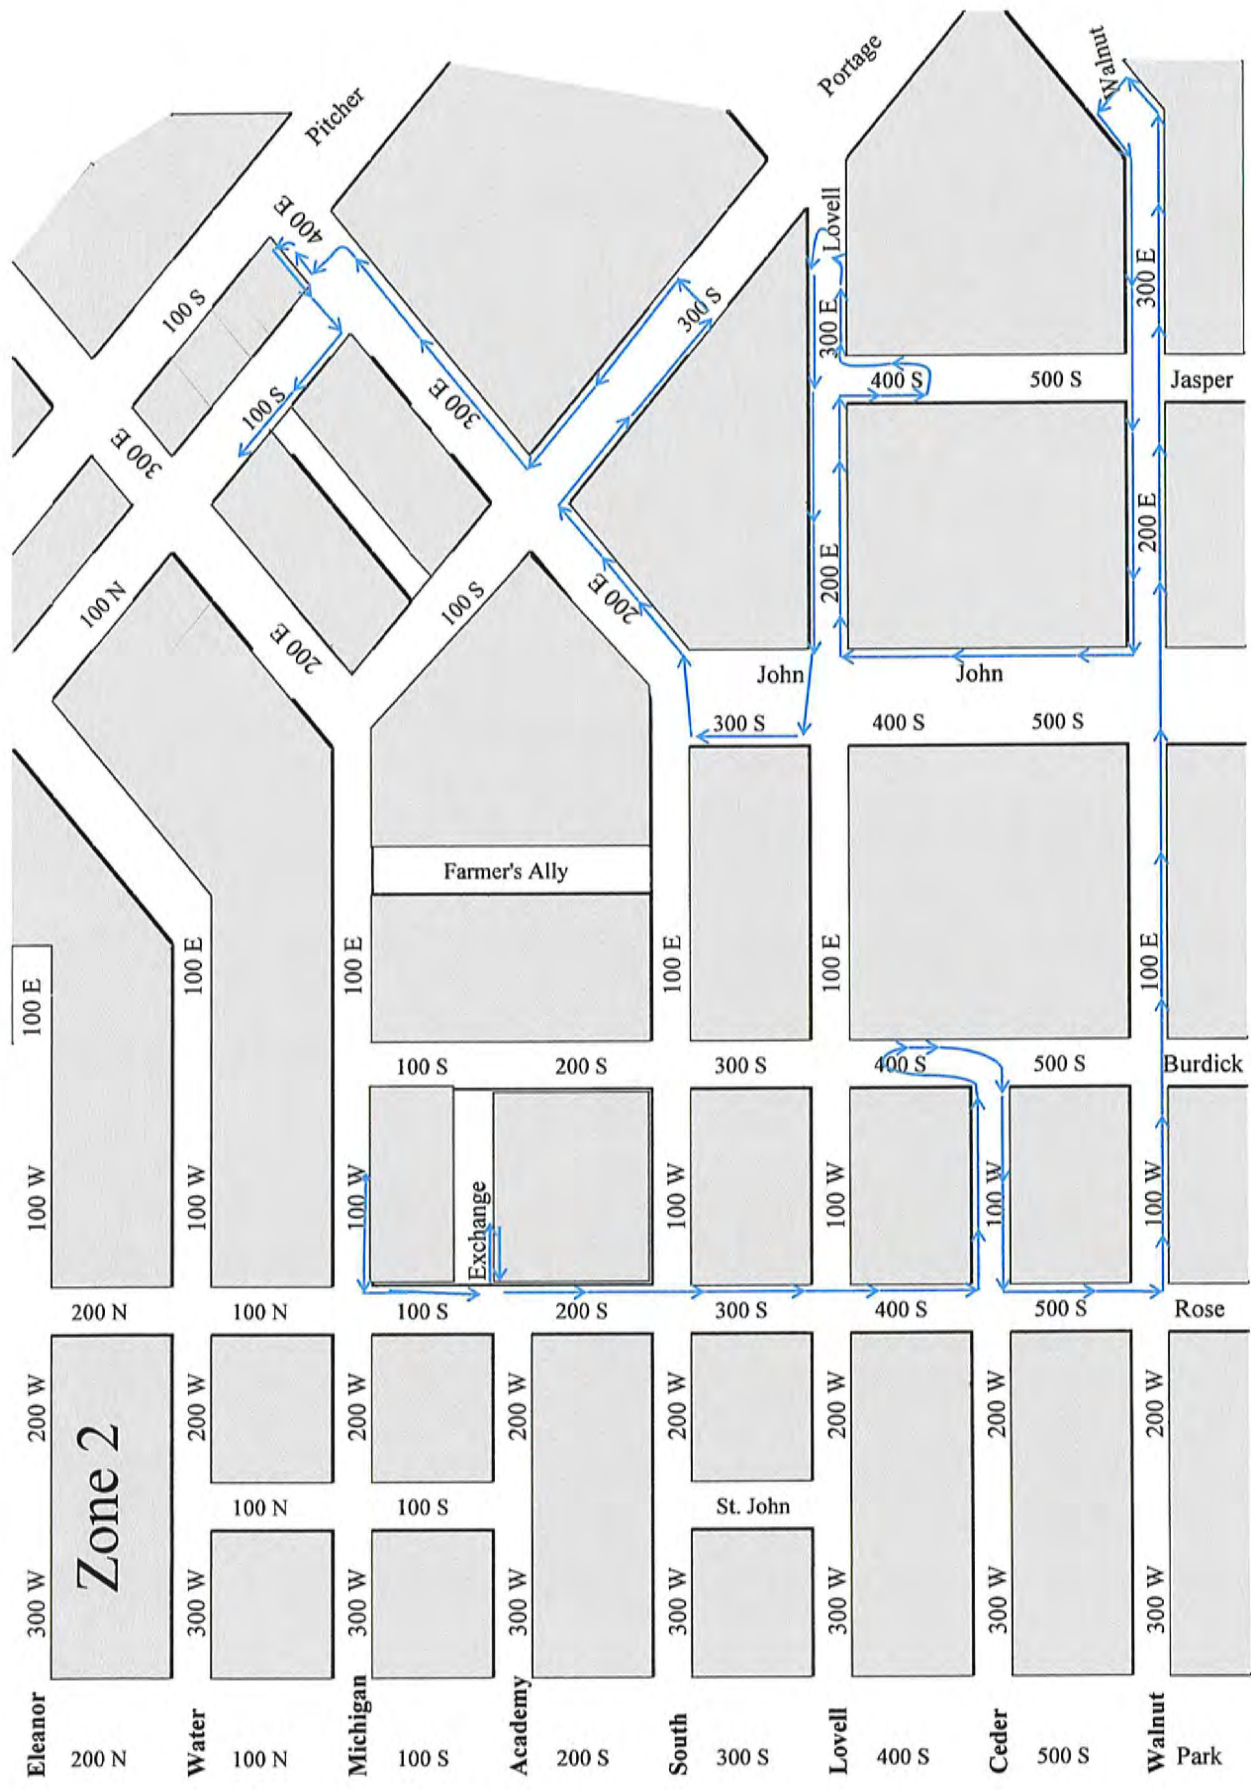 Walnut
Portage
Pitcher
400 E
Lovell
300 E
100 S
300 S
300 E
400 S
500 S
Jasper
100 S
300 E
300 E
200 E
200 E
100 N
100 S
200 E
200 E
John
John
300 S
400 S
500 S
Farmer's Ally
100 E
100 E
100 E
100 E
100 E
100 E
100 S
200 S
300 S
400 S
500 S
Burdick
100 W
100 W
100 W
Exchange
100 W
100 W
100 W
100 W
200 N
100 N
100 S
200 S
300 S
400 S
500 S
Rose
200 W
200 W
200 W
200 W
200 W
200 W
200 W
200 W
Zone 2
100 N
100 S
St. John
300 W
300 W
300 W
300 W
300 W
300 W
300 W
300 W
Eleanor
Water
Michigan
Academy
South
Lovell
Ceder
Walnut
200 N
100 N
100 S
200 S
300 S
400 S
500 S
Park